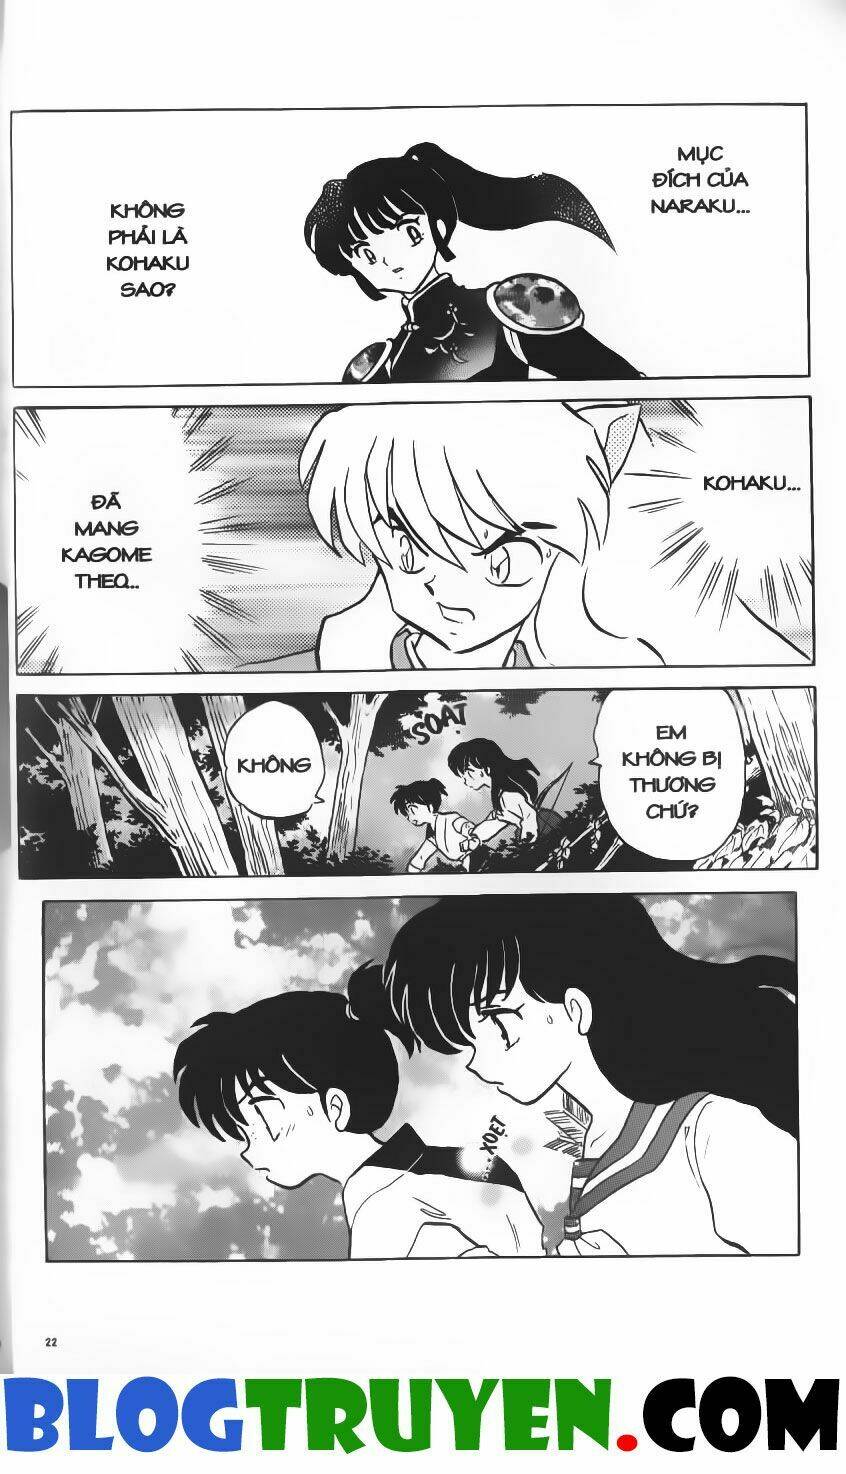 MỤC
ĐÍCH CỦA
NARAKU...
KHÔNG
PHẢI LÀ
KOHAKU
SAO?
KOHAKU...
ĐÃ
MANG
KAGOME
THEO...
SOẠT
EM
KHÔNG BỊ
THƯƠNG
CHỨ?
KHÔNG
...XOẸT
22
BLOGTRUYEN.COM